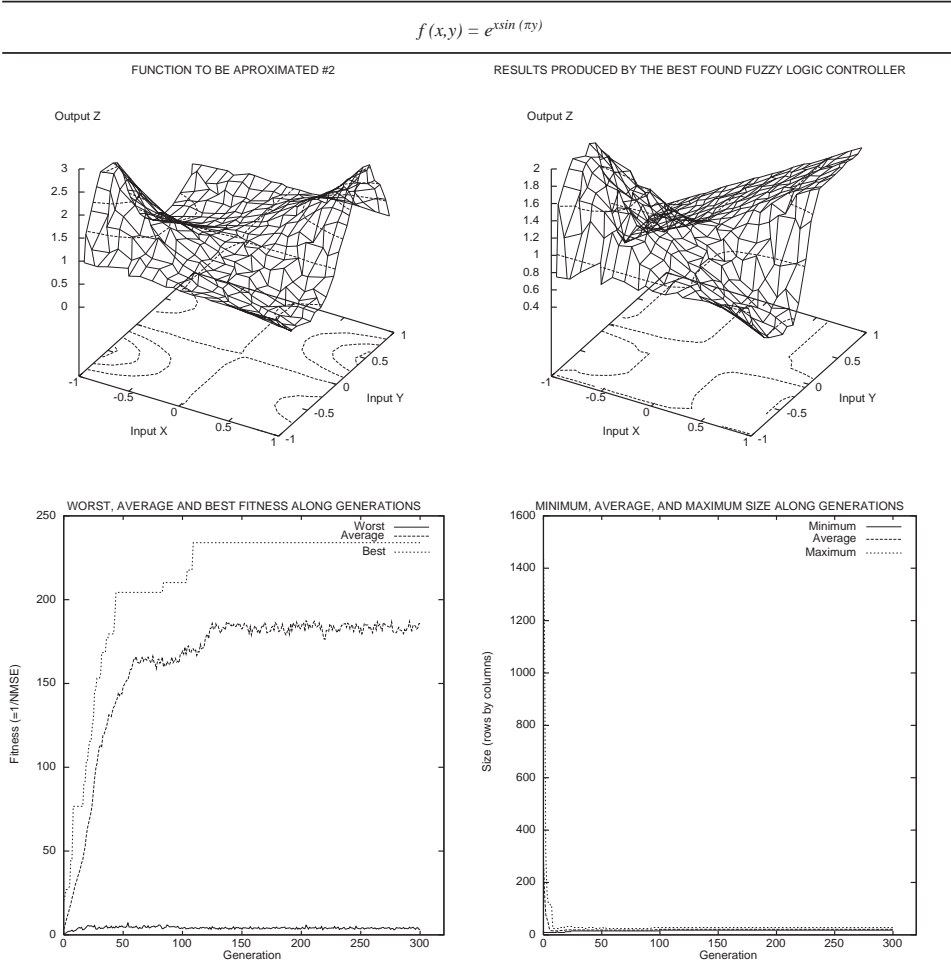 f (x,y) = e^{xsin (πy)}
FUNCTION TO BE APROXIMATED #2
Output Z
3
2.5
2
1.5
1
0.5
0
-1
-0.5
0
0.5
1
Input X
-1
-0.5
0
0.5
1
Input Y
RESULTS PRODUCED BY THE BEST FOUND FUZZY LOGIC CONTROLLER
Output Z
2
1.8
1.6
1.4
1.2
1
0.8
0.6
0.4
-1
-0.5
0
0.5
1
Input X
-1
-0.5
0
0.5
1
Input Y
WORST, AVERAGE AND BEST FITNESS ALONG GENERATIONS
Worst
Average
Best
250
200
150
100
50
0
Fitness (=1/NMSE)
0 50 100 150 200 250 300
Generation
MINIMUM, AVERAGE, AND MAXIMUM SIZE ALONG GENERATIONS
Minimum
Average
Maximum
1600
1400
1200
1000
800
600
400
200
0
Size (rows by columns)
0 50 100 150 200 250 300
Generation